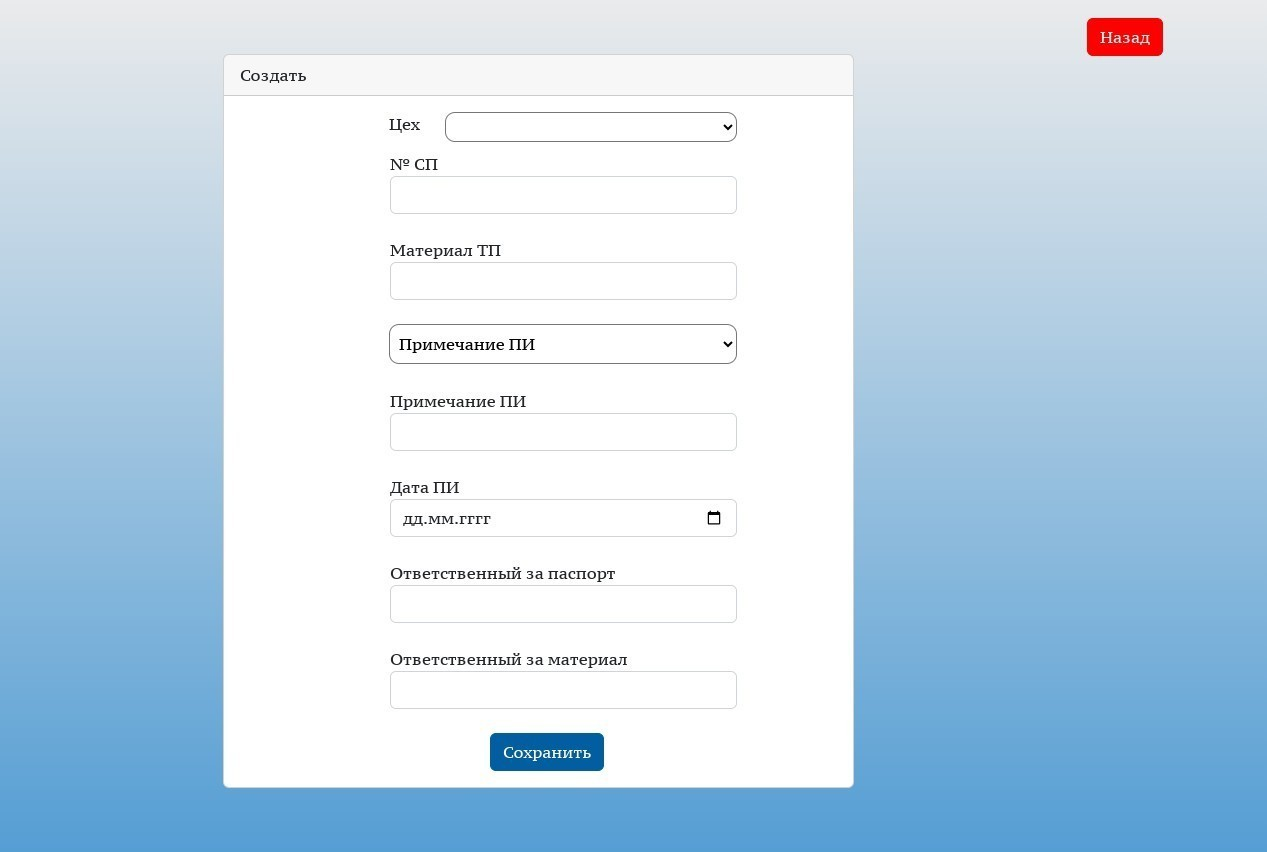 Назад
Создать
Цех
№ СП
Материал ТП
Примечание ПИ
Примечание ПИ
Дата ПИ
дд.мм.гггг
Ответственный за паспорт
Ответственный за материал
Сохранить